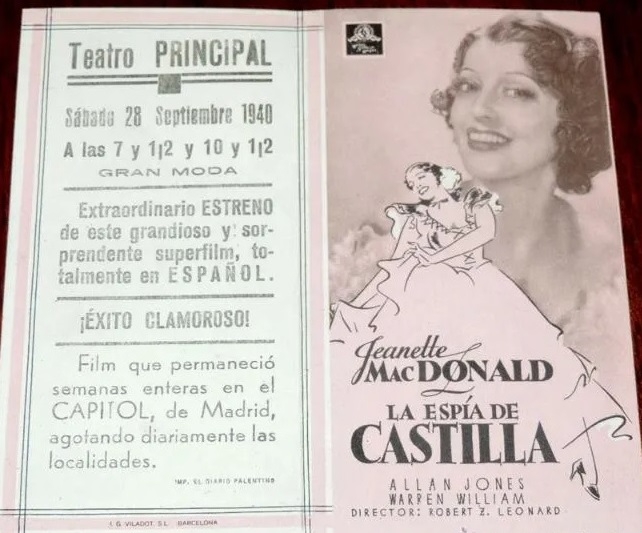 Teatro PRINCIPAL
Sábado 28 Septiembre 1940
A las 7 y 1|2 y 10 y 1|2
GRAN MODA
Extraordinario ESTRENO
de este grandioso y sor-
prendente superfilm, to-
talmente en ESPAÑOL.
¡ÉXITO CLAMOROSO!
Film que permaneció
semanas enteras en el
CAPITOL, de Madrid,
agotando diariamente las
localidades.
IMP. EL DIARIO PALENTINO
I. G. VILADOT. S.L. BARCELONA
Jeanette
MACDONALD
LA ESPÍA DE
CASTILLA
ALLAN JONES
WARREN WILLIAM
DIRECTOR: ROBERT Z. LEONARD